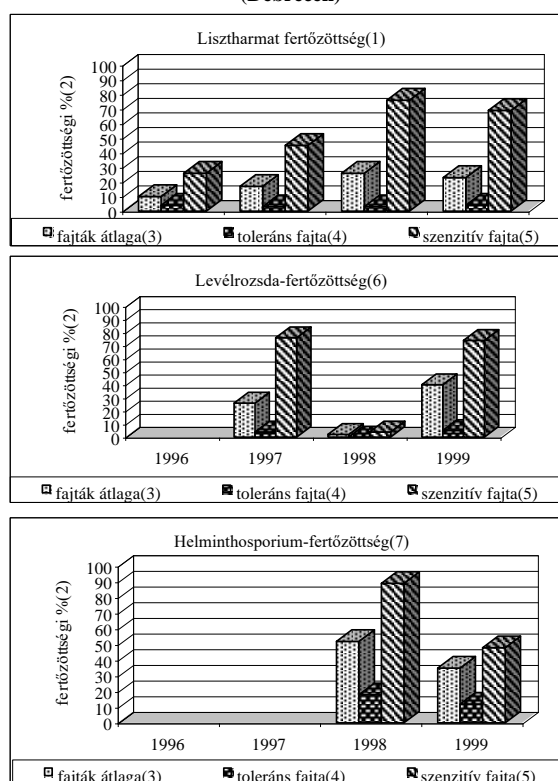 (Debrecen)
Lisztharmat fertőzöttség(1)
fertőzöttségi %(2)
100
90
80
70
60
50
40
30
20
10
0
fajták átlaga(3) toleráns fajta(4) szenzitív fajta(5)
Levélrozsda-fertőzöttség(6)
fertőzöttségi %(2)
100
90
80
70
60
50
40
30
20
10
0
1996 1997 1998 1999
fajták átlaga(3) toleráns fajta(4) szenzitív fajta(5)
Helminthosporium-fertőzöttség(7)
fertőzöttségi %(2)
100
90
80
70
60
50
40
30
20
10
0
1996 1997 1998 1999
fajták átlaga(3) toleráns fajta(4) szenzitív fajta(5)